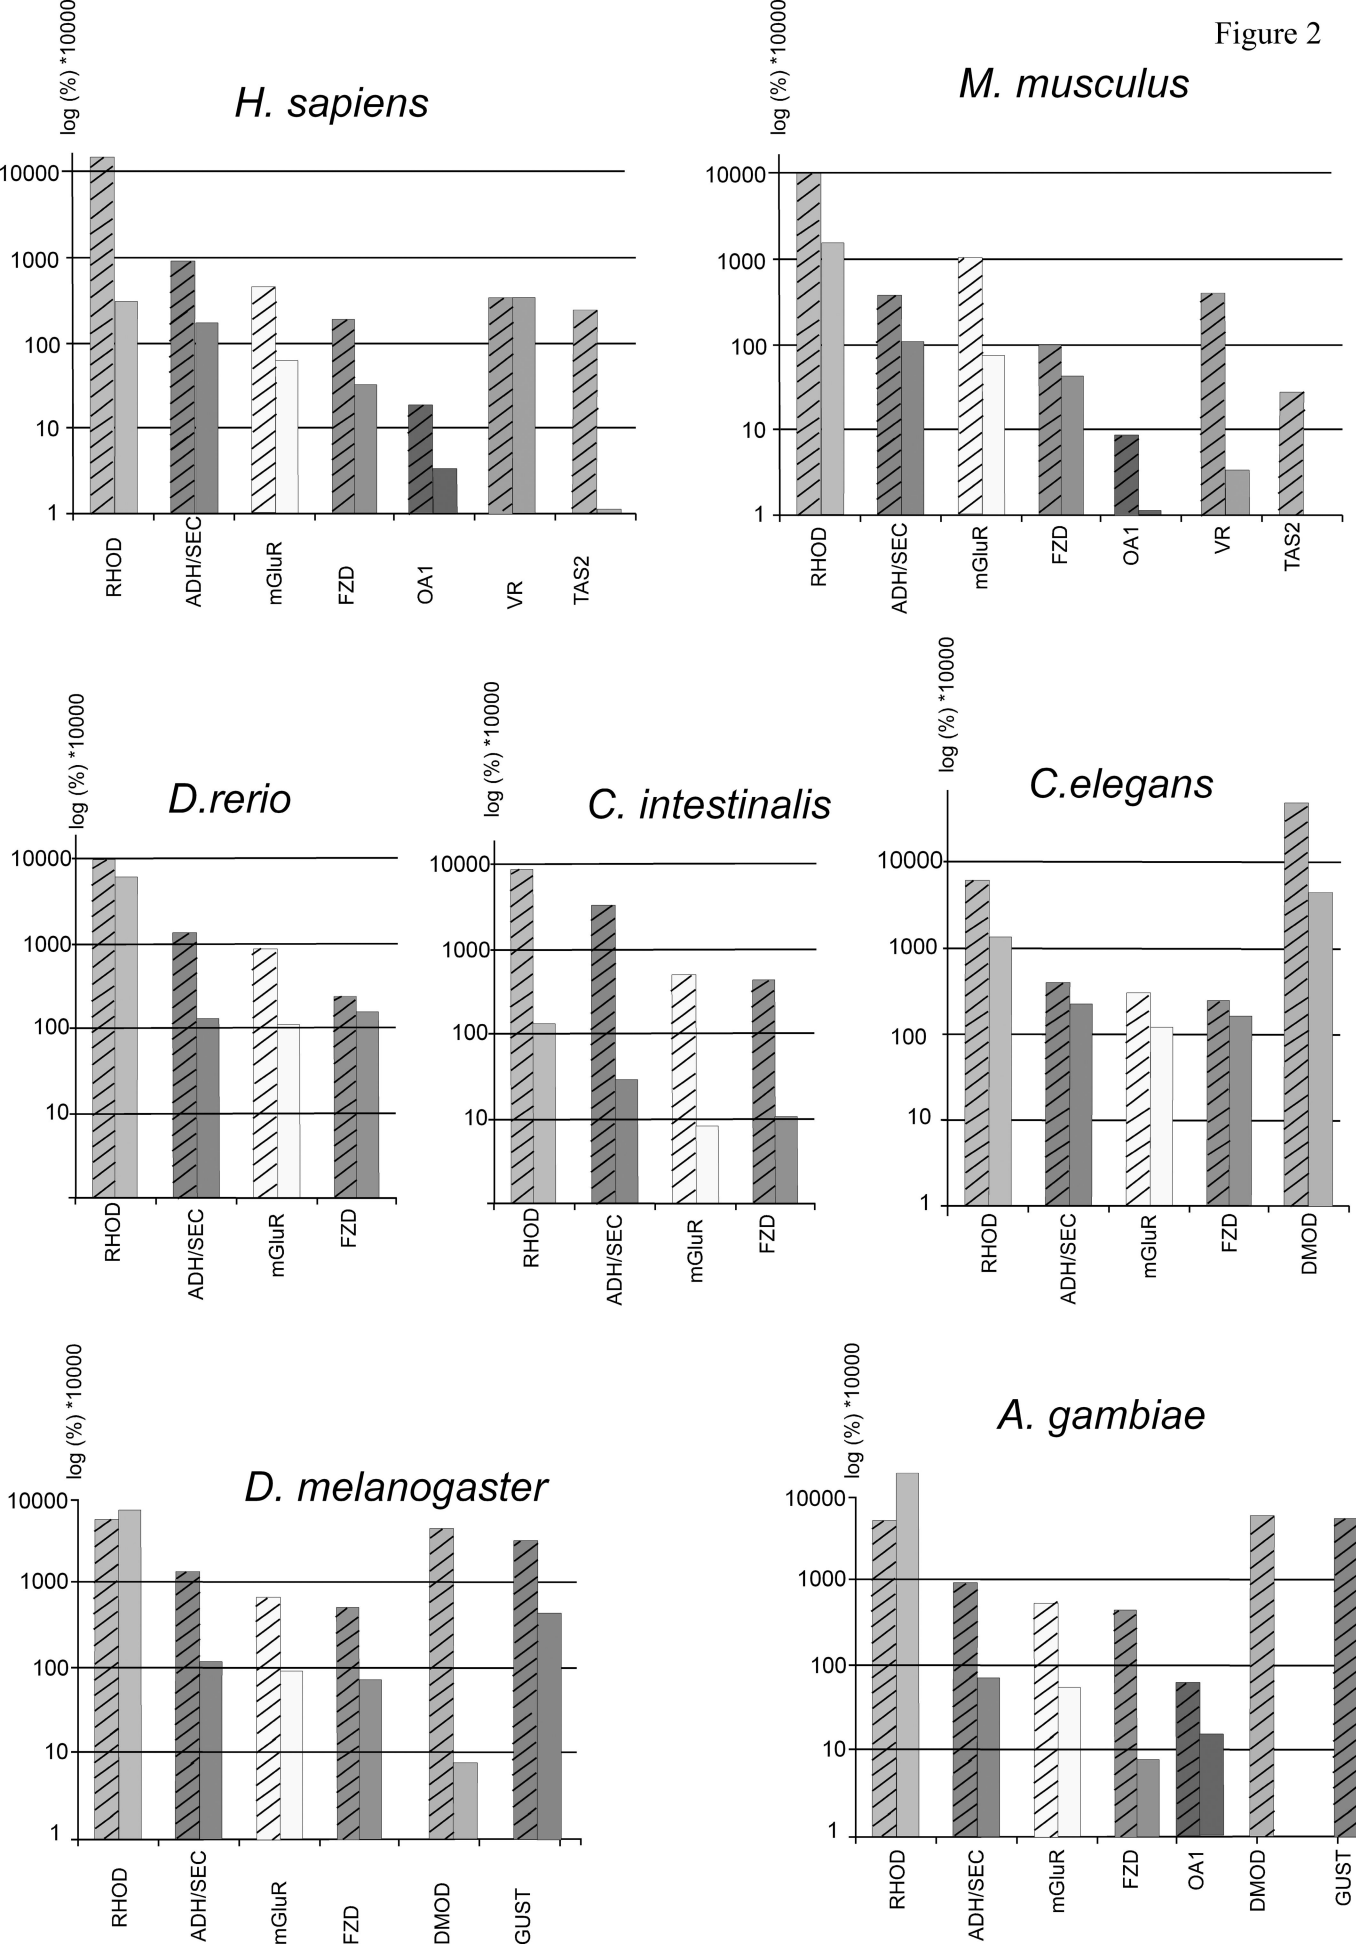 Figure 2
log (%) *10000
H. sapiens
10000
1000
100
10
1
RHOD
ADH/SEC
mGluR
FZD
OA1
VR
TAS2
log (%) *10000
M. musculus
10000
1000
100
10
1
RHOD
ADH/SEC
mGluR
FZD
OA1
VR
TAS2
log (%) *10000
D.rerio
10000
1000
100
10
RHOD
ADH/SEC
mGluR
FZD
log (%) *10000
C. intestinalis
10000
1000
100
10
RHOD
ADH/SEC
mGluR
FZD
log (%) *10000
C.elegans
10000
1000
100
10
1
RHOD
ADH/SEC
mGluR
FZD
DMOD
log (%) *10000
D. melanogaster
10000
1000
100
10
1
RHOD
ADH/SEC
mGluR
FZD
DMOD
GUST
log (%) *10000
A. gambiae
10000
1000
100
10
1
RHOD
ADH/SEC
mGluR
FZD
OA1
DMOD
GUST